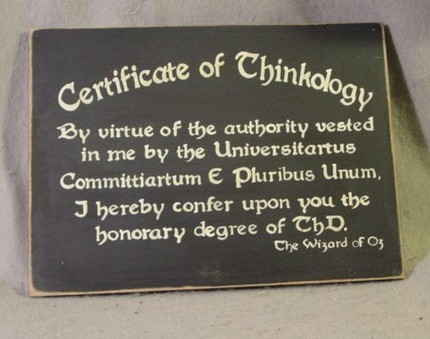 Certificate of Thinkology
By virtue of the authority vested
in me by the Universitartus
Committiartum E Pluribus Unum,
I hereby confer upon you the
honorary degree of ThD.
The Wizard of Oz